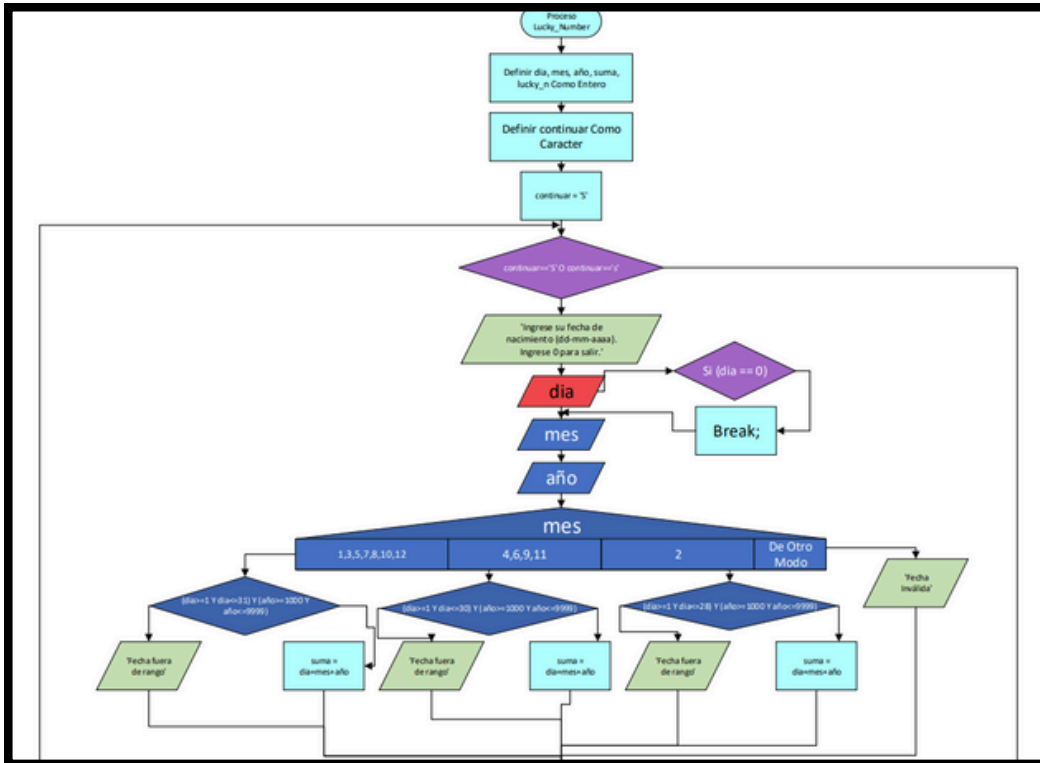 Proceso
Lucky_Number
Definir dia, mes, año, suma,
lucky_n Como Entero
Definir continuar Como
Caracter
continuar = 'S'
continuar=='S' O continuar=='s'
'Ingrese su fecha de
nacimiento (dd-mm-aaaa).
Ingrese 0 para salir.'
dia
Si (dia == 0)
Break;
mes
año
mes
1,3,5,7,8,10,12
4,6,9,11
2
De Otro
Modo
(dia>=1 Y dia<=31) Y (año>=1000 Y
año<=9999)
(dia>=1 Y dia<=30) Y (año>=1000 Y año<=9999)
(dia>=1 Y dia<=28) Y (año>=1000 Y año<=9999)
'Fecha
Inválida'
'Fecha fuera
de rango'
suma =
dia+mes+año
'Fecha fuera
de rango'
suma =
dia+mes+año
'Fecha fuera
de rango'
suma =
dia+mes+año